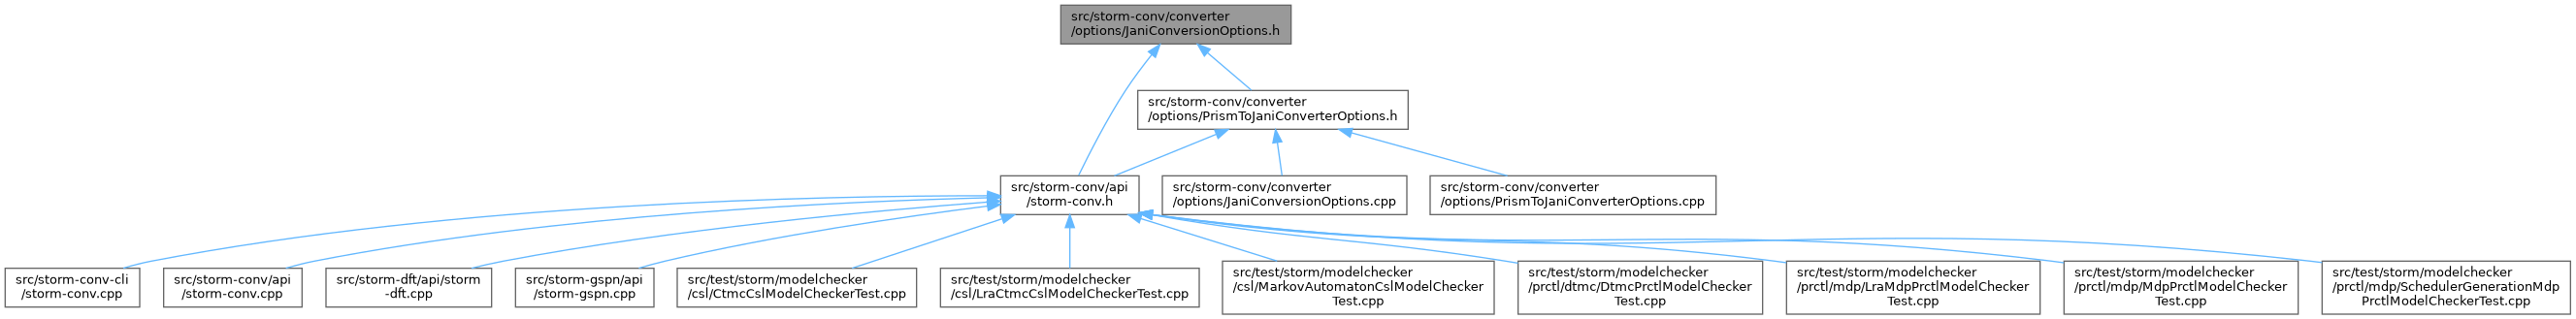 src/storm-conv/converter
/options/JaniConversionOptions.h
src/storm-conv/converter
/options/PrismToJaniConverterOptions.h
src/storm-conv/api
/storm-conv.h
src/storm-conv/converter
/options/JaniConversionOptions.cpp
src/storm-conv/converter
/options/PrismToJaniConverterOptions.cpp
src/storm-conv-cli
/storm-conv.cpp
src/storm-conv/api
/storm-conv.cpp
src/storm-dft/api/storm
-dft.cpp
src/storm-gspn/api
/storm-gspn.cpp
src/test/storm/modelchecker
/csl/CtmcCslModelCheckerTest.cpp
src/test/storm/modelchecker
/csl/LraCtmcCslModelCheckerTest.cpp
src/test/storm/modelchecker
/csl/MarkovAutomatonCslModelChecker
Test.cpp
src/test/storm/modelchecker
/prctl/dtmc/DtmcPrctlModelChecker
Test.cpp
src/test/storm/modelchecker
/prctl/mdp/LraMdpPrctlModelChecker
Test.cpp
src/test/storm/modelchecker
/prctl/mdp/MdpPrctlModelChecker
Test.cpp
src/test/storm/modelchecker
/prctl/mdp/SchedulerGenerationMdp
PrctlModelCheckerTest.cpp